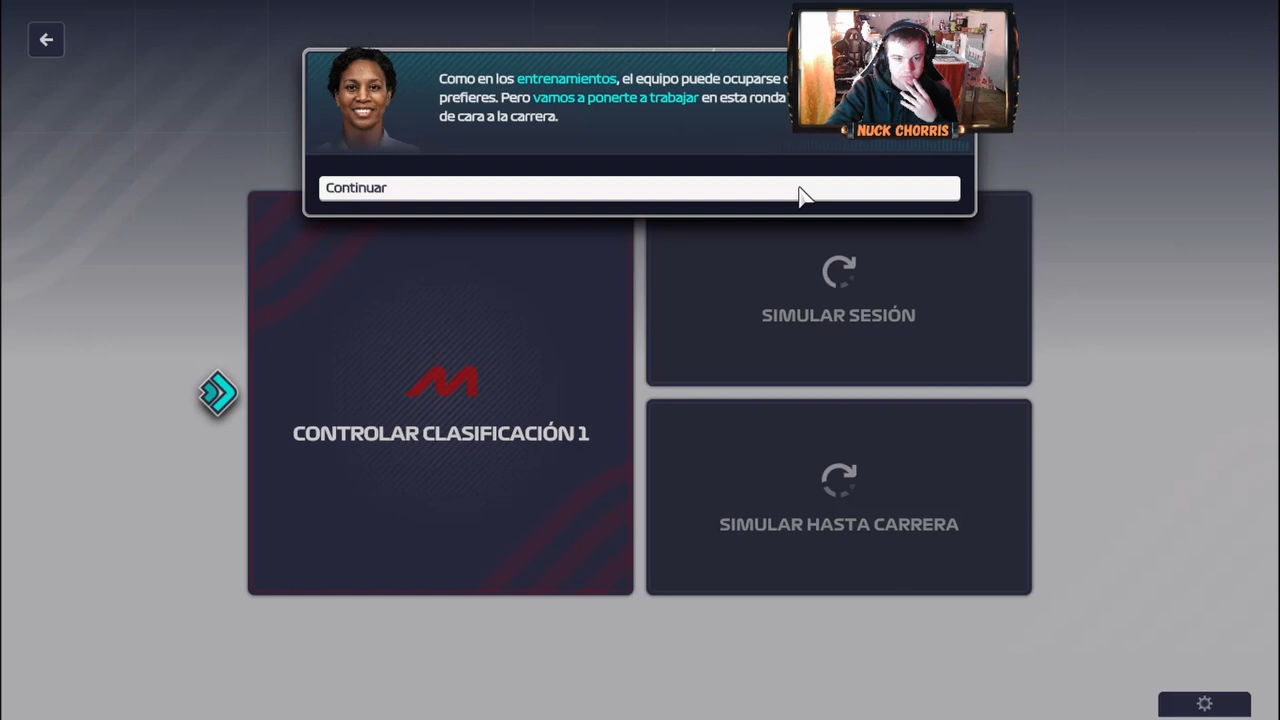 Como en los entrenamientos, el equipo puede ocuparse
prefieres. Pero vamos a ponerte a trabajar en esta ronda
de cara a la carrera.
NUCK CHORRIS
Continuar
SIMULAR SESIÓN
CONTROLAR CLASIFICACIÓN 1
SIMULAR HASTA CARRERA